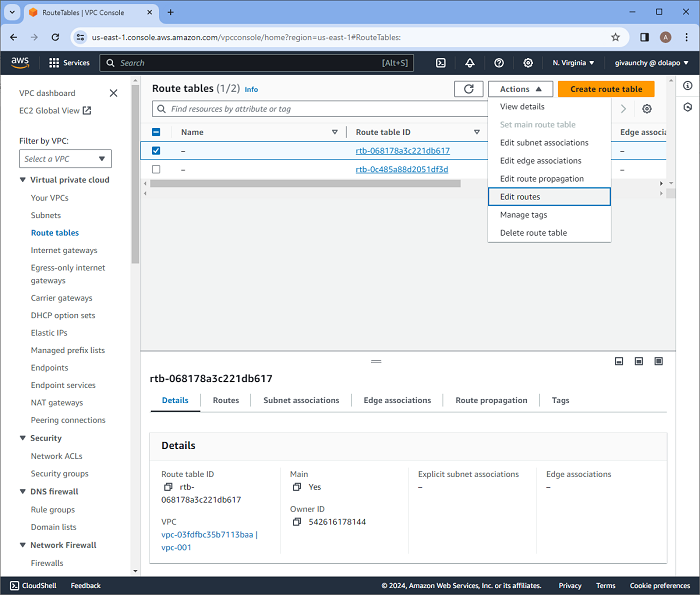 RouteTables | VPC Console
us-east-1.console.aws.amazon.com/vpcconsole/home?region=us-east-1#RouteTables:
A
aws
Services
Search
[Alt+S]
N. Virginia
givaunchy @ dolapo
VPC dashboard
EC2 Global View
Filter by VPC:
Select a VPC
Virtual private cloud
Your VPCs
Subnets
Route tables
Internet gateways
Egress-only internet
gateways
Carrier gateways
DHCP option sets
Elastic IPs
Managed prefix lists
Endpoints
Endpoint services
NAT gateways
Peering connections
Security
Network ACLs
Security groups
DNS firewall
Rule groups
Domain lists
Network Firewall
Firewalls
Route tables (1/2) Info
Actions
Create route table
Find resources by attribute or tag
View details
Set main route table
Edit subnet associations
Edit edge associations
Edit route propagation
Edit routes
Manage tags
Delete route table
Name
Route table ID
Edge associa
– rtb-068178a3c221db617 –
– rtb-0c485a88d2051df3d –
rtb-068178a3c221db617
Details Routes Subnet associations Edge associations Route propagation Tags
Details
Route table ID
rtb-
068178a3c221db617
Main
Yes
Explicit subnet associations
–
Edge associations
–
VPC
vpc-03fdfbc35b7113baa |
vpc-001
Owner ID
542616178144
CloudShell Feedback © 2024, Amazon Web Services, Inc. or its affiliates. Privacy Terms Cookie preferences